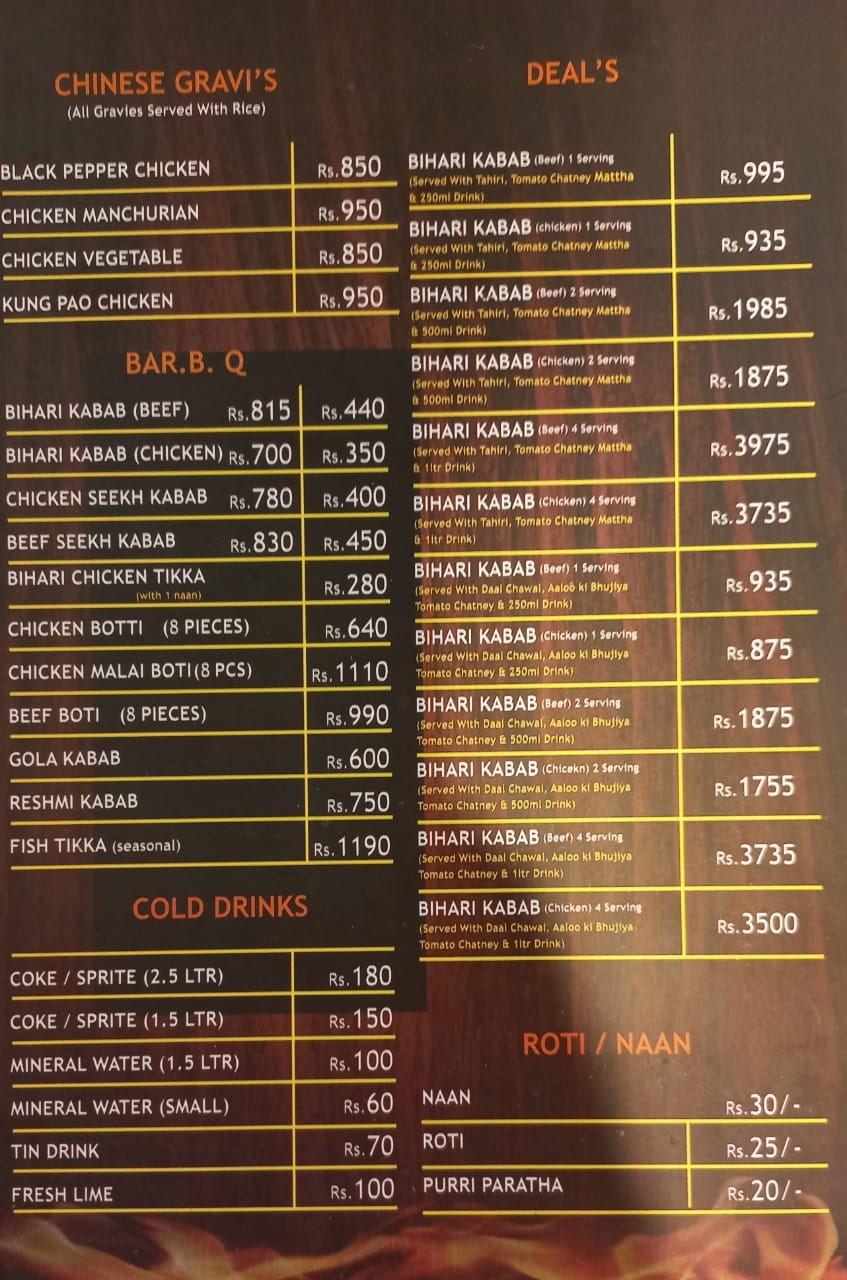 CHINESE GRAVI'S
(All Gravies Served With Rice)
BLACK PEPPER CHICKEN Rs.850
CHICKEN MANCHURIAN Rs.950
CHICKEN VEGETABLE Rs.850
KUNG PAO CHICKEN Rs.950
BAR.B. Q
BIHARI KABAB (BEEF) Rs.815 Rs.440
BIHARI KABAB (CHICKEN) Rs.700 Rs.350
CHICKEN SEEKH KABAB Rs.780 Rs.400
BEEF SEEKH KABAB Rs.830 Rs.450
BIHARI CHICKEN TIKKA Rs.280
(with 1 naan)
CHICKEN BOTTI (8 PIECES) Rs.640
CHICKEN MALAI BOTI(8 PCS) Rs.1110
BEEF BOTI (8 PIECES) Rs.990
GOLA KABAB Rs.600
RESHMI KABAB Rs.750
FISH TIKKA (seasonal) Rs.1190
COLD DRINKS
COKE / SPRITE (2.5 LTR) Rs.180
COKE / SPRITE (1.5 LTR) Rs.150
MINERAL WATER (1.5 LTR) Rs.100
MINERAL WATER (SMALL) Rs.60
TIN DRINK Rs.70
FRESH LIME Rs.100
DEAL'S
BIHARI KABAB (Beef) 1 Serving Rs.995
(Served With Tahiri, Tomato Chatney Mattha
& 250ml Drink)
BIHARI KABAB (chicken) 1 Serving Rs.935
(Served With Tahiri, Tomato Chatney Mattha
& 250ml Drink)
BIHARI KABAB (Beef) 2 Serving Rs.1985
(Served With Tahiri, Tomato Chatney Mattha
& 500ml Drink)
BIHARI KABAB (Chicken) 2 Serving Rs.1875
(Served With Tahiri, Tomato Chatney Mattha
& 500ml Drink)
BIHARI KABAB (Beef) 4 Serving Rs.3975
(Served With Tahiri, Tomato Chatney Mattha
& 1ltr Drink)
BIHARI KABAB (Chicken) 4 Serving Rs.3735
(Served With Tahiri, Tomato Chatney Mattha
& 1ltr Drink)
BIHARI KABAB (Beef) 1 Serving Rs.935
(Served With Daal Chawal, Aaloo ki Bhujiya
Tomato Chatney & 250ml Drink)
BIHARI KABAB (Chicken) 1 Serving Rs.875
(Served With Daal Chawal, Aaloo ki Bhujiya
Tomato Chatney & 250ml Drink)
BIHARI KABAB (Beef) 2 Serving Rs.1875
(Served With Daal Chawal, Aaloo ki Bhujiya
Tomato Chatney & 500ml Drink)
BIHARI KABAB (Chicekn) 2 Serving Rs.1755
(Served With Daal Chawal, Aaloo ki Bhujiya
Tomato Chatney & 500ml Drink)
BIHARI KABAB (Beef) 4 Serving Rs.3735
(Served With Daal Chawal, Aaloo ki Bhujiya
Tomato Chatney & 1ltr Drink)
BIHARI KABAB (Chicken) 4 Serving Rs.3500
(Served With Daal Chawal, Aaloo ki Bhujiya
Tomato Chatney & 1ltr Drink)
ROTI / NAAN
NAAN Rs.30/-
ROTI Rs.25/-
PURRI PARATHA Rs.20/-